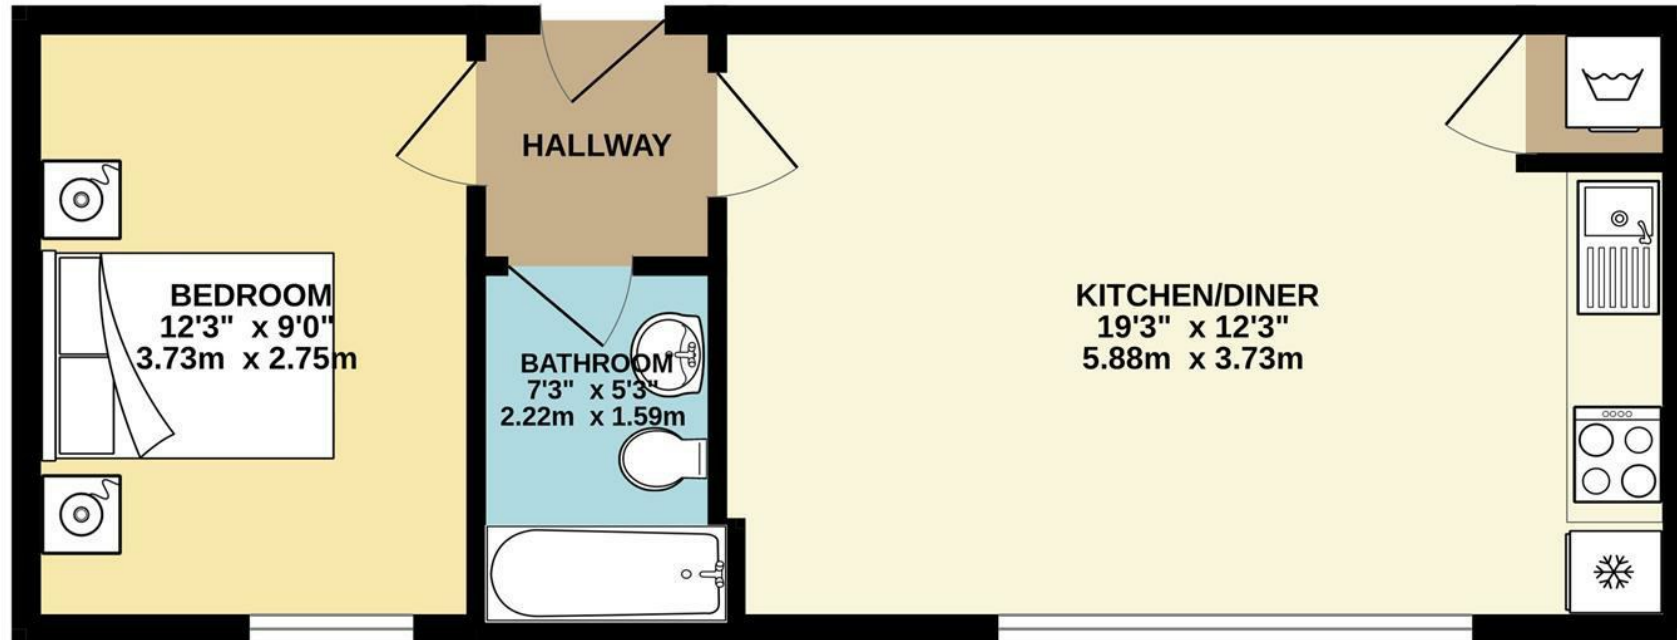 HALLWAY
BEDROOM
12'3" x 9'0"
3.73m x 2.75m
BATHROOM
7'3" x 5'3"
2.22m x 1.59m
KITCHEN/DINER
19'3" x 12'3"
5.88m x 3.73m